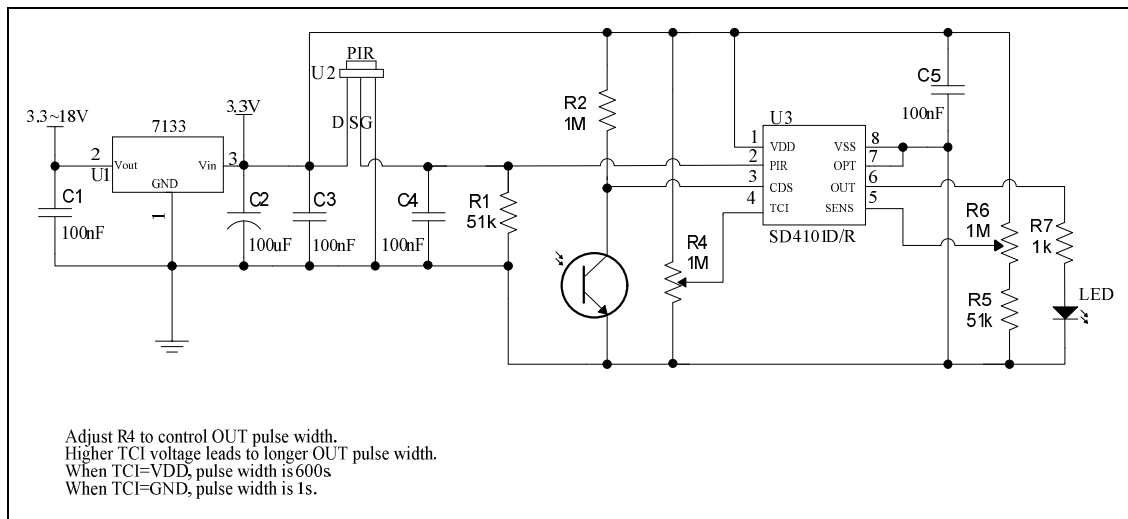 PIR
U2
3.3~18V
3.3V
7133
2
Vout
Vin
3
U1
GND
1
C1
100nF
C2
100uF
C3
100nF
D SG
C4
100nF
R1
51k
R2
1M
R4
1M
U3
1
VDD
VSS
8
2
PIR
OPT
7
3
CDS
OUT
6
4
TCI
SENS
5
SD4101D/R
C5
100nF
R6
1M
R5
51k
R7
1k
LED
Adjust R4 to control OUT pulse width.
Higher TCI voltage leads to longer OUT pulse width.
When TCI=VDD, pulse width is 600s.
When TCI=GND, pulse width is 1s.